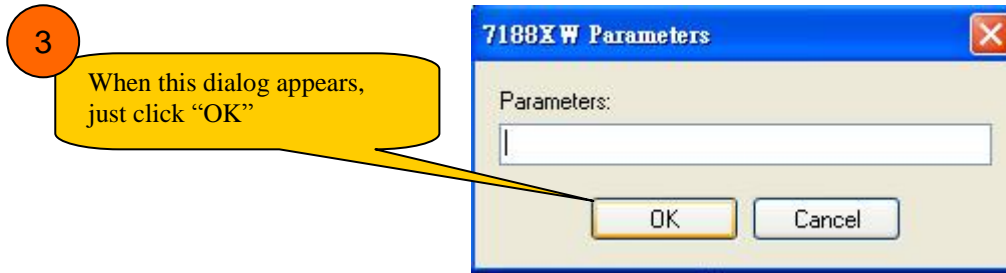 3
When this dialog appears,
just click “OK”
7188XW Parameters
Parameters:
OK
Cancel